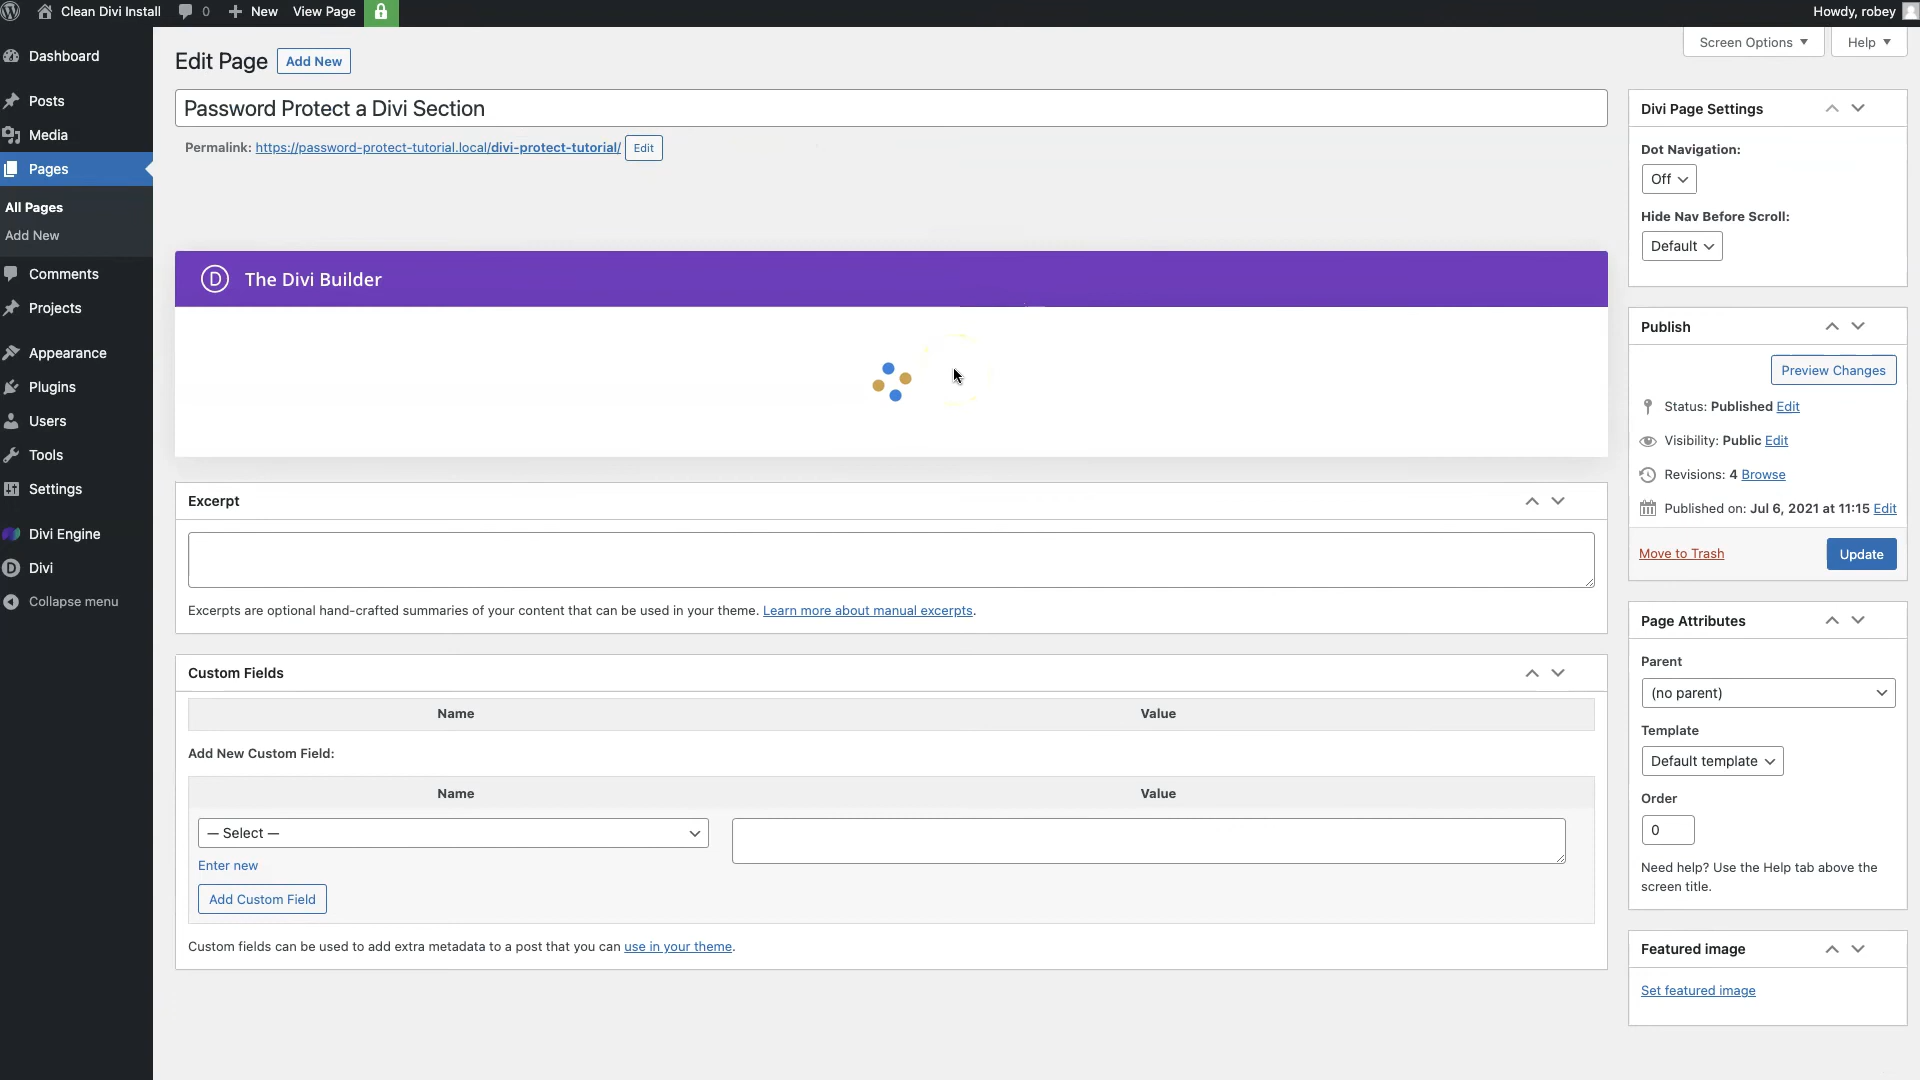 Clean Divi Install
0
New
View Page
Howdy, robey
Dashboard
Posts
Media
Pages
All Pages
Add New
Comments
Projects
Appearance
Plugins
Users
Tools
Settings
Divi Engine
Divi
Collapse menu
Screen Options
Help
Edit Page
Add New
Password Protect a Divi Section
Permalink: https://password-protect-tutorial.local/divi-protect-tutorial/ Edit
D The Divi Builder
Excerpt
Excerpts are optional hand-crafted summaries of your content that can be used in your theme. Learn more about manual excerpts.
Custom Fields
Name Value
Add New Custom Field:
Name Value
— Select —
Enter new
Add Custom Field
Custom fields can be used to add extra metadata to a post that you can use in your theme.
Divi Page Settings
Dot Navigation:
Off
Hide Nav Before Scroll:
Default
Publish
Preview Changes
Status: Published Edit
Visibility: Public Edit
Revisions: 4 Browse
Published on: Jul 6, 2021 at 11:15 Edit
Move to Trash
Update
Page Attributes
Parent
(no parent)
Template
Default template
Order
0
Need help? Use the Help tab above the
screen title.
Featured image
Set featured image